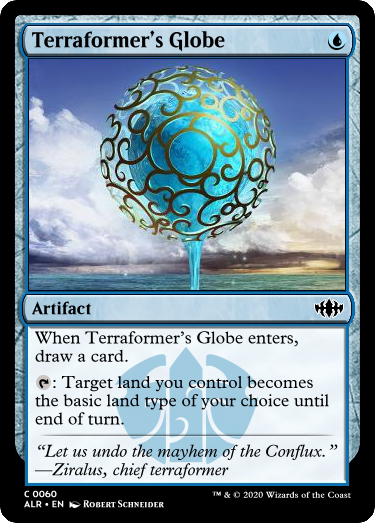 Terraformer's Globe
Artifact
When Terraformer's Globe enters,
draw a card.
: Target land you control becomes
the basic land type of your choice until
end of turn.
"Let us undo the mayhem of the Conflux."
—Ziralus, chief terraformer
C 0060
ALR • EN Robert Schneider
™ & © 2020 Wizards of the Coast